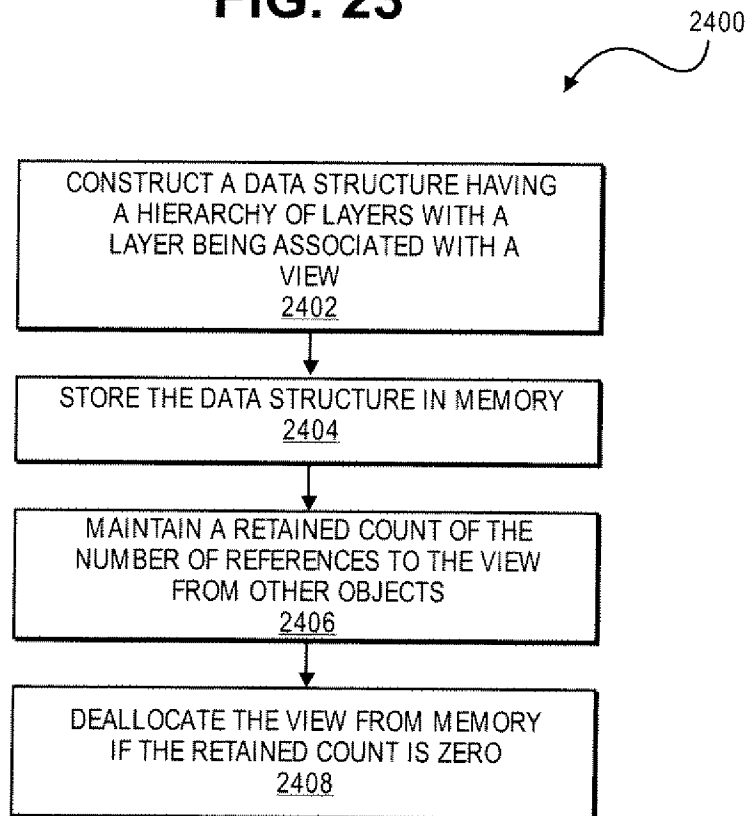 FIG. 23
2400
CONSTRUCT A DATA STRUCTURE HAVING
A HIERARCHY OF LAYERS WITH A
LAYER BEING ASSOCIATED WITH A
VIEW
2402
STORE THE DATA STRUCTURE IN MEMORY
2404
MAINTAIN A RETAINED COUNT OF THE
NUMBER OF REFERENCES TO THE VIEW
FROM OTHER OBJECTS
2406
DEALLOCATE THE VIEW FROM MEMORY
IF THE RETAINED COUNT IS ZERO
2408